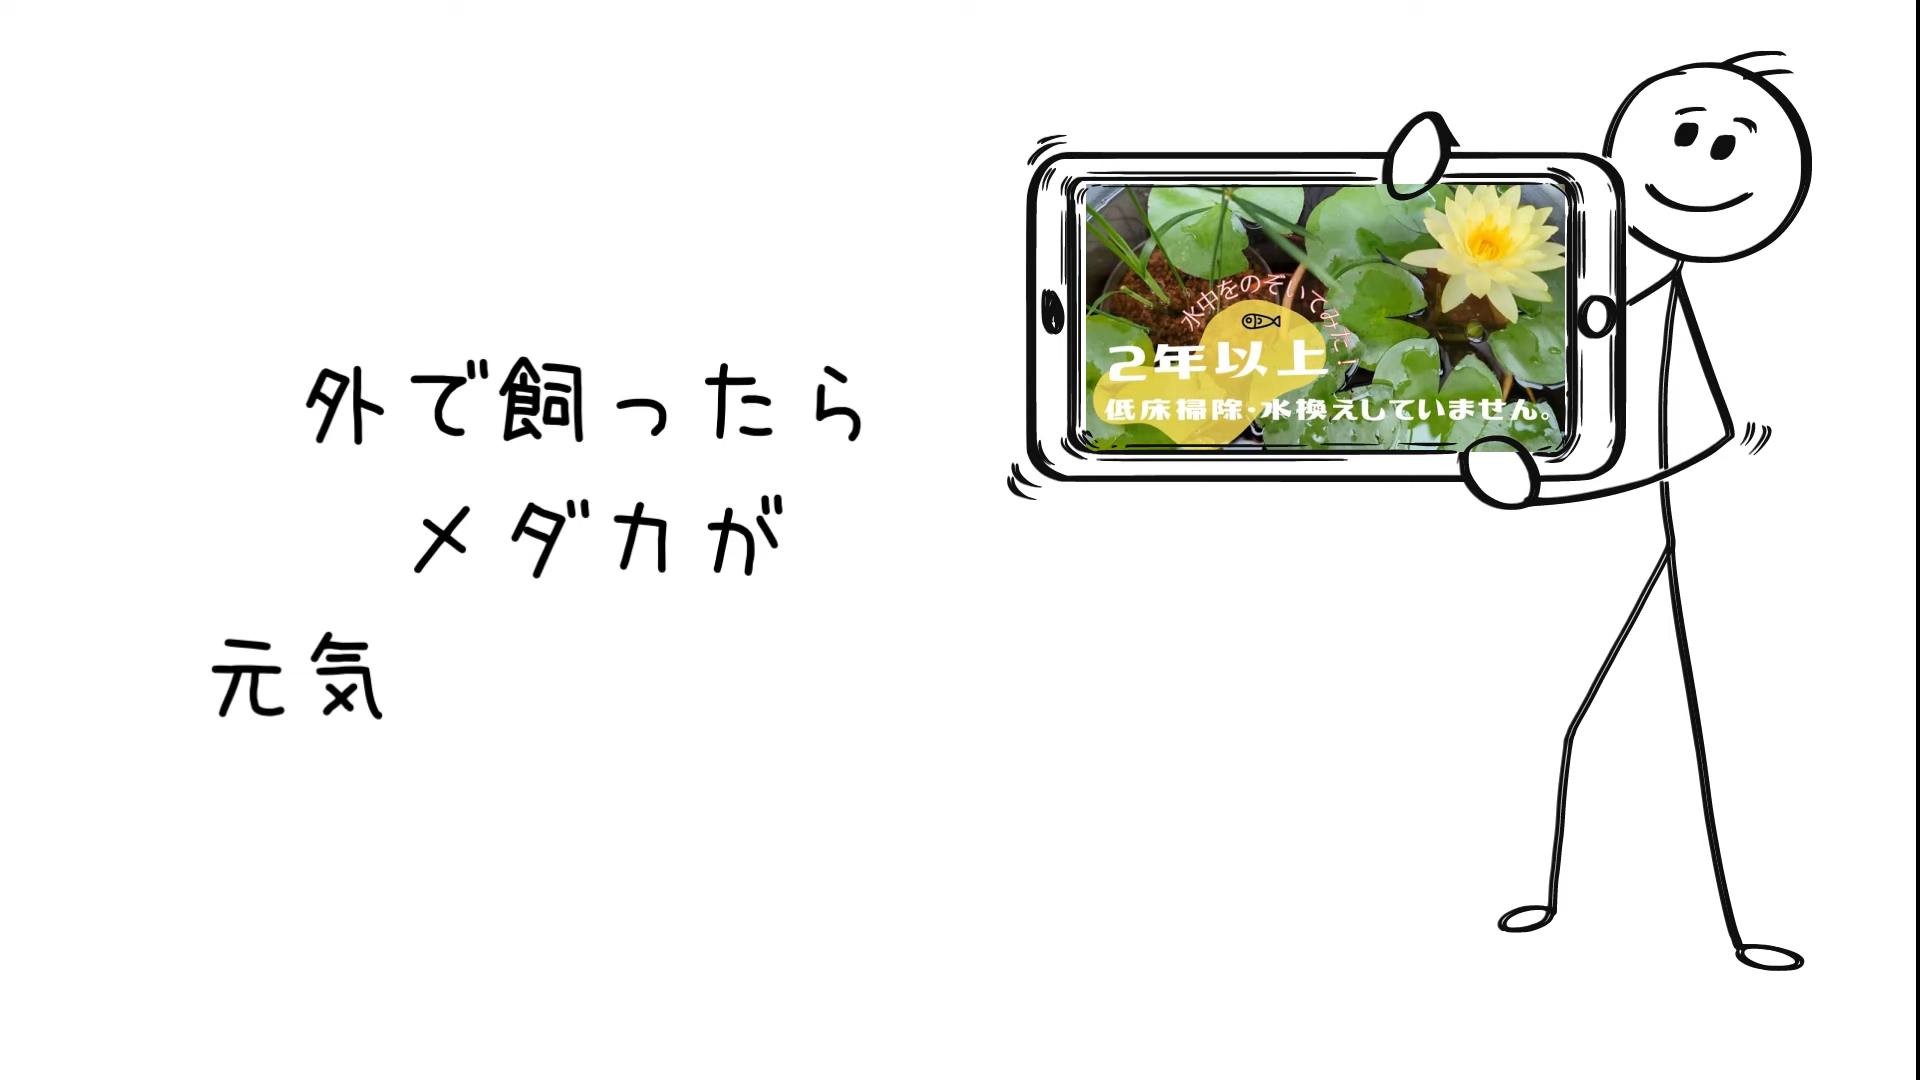 外で飼ったら
メダカが
元気
水中をのぞいてみた！
2年以上
低床掃除・水換えしていません。